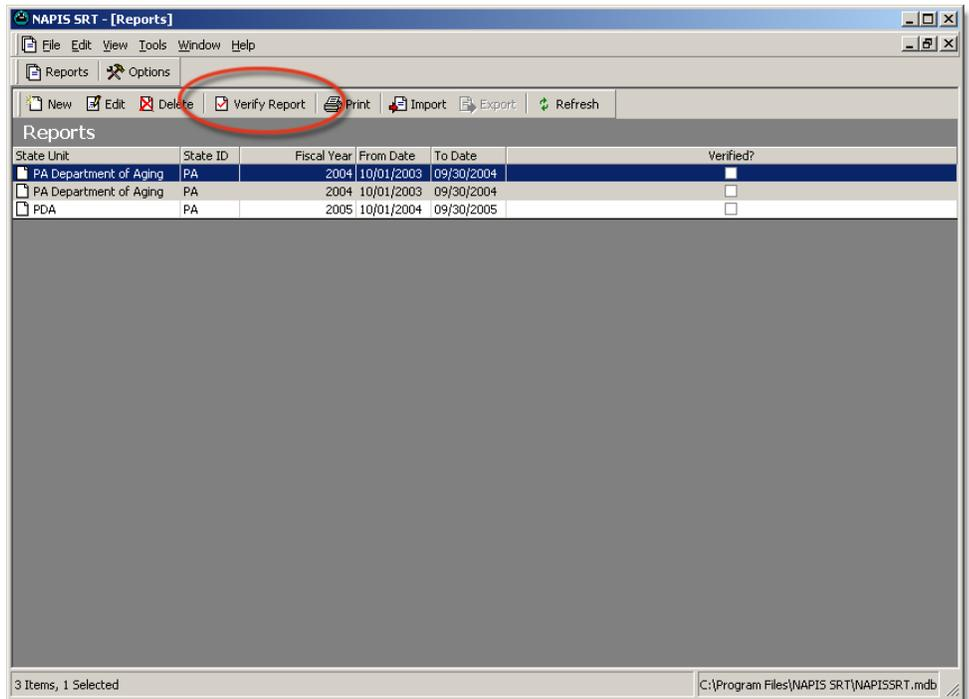 NAPIS SRT - [Reports]
File Edit View Tools Window Help
Reports Options
New Edit Delete Verify Report Print Import Export Refresh
Reports
State Unit State ID Fiscal Year From Date To Date Verified?
PA Department of Aging PA 2004 10/01/2003 09/30/2004
PA Department of Aging PA 2004 10/01/2003 09/30/2004
PDA PA 2005 10/01/2004 09/30/2005
3 Items, 1 Selected C:\Program Files\NAPIS SRT\NAPISSRT.mdb